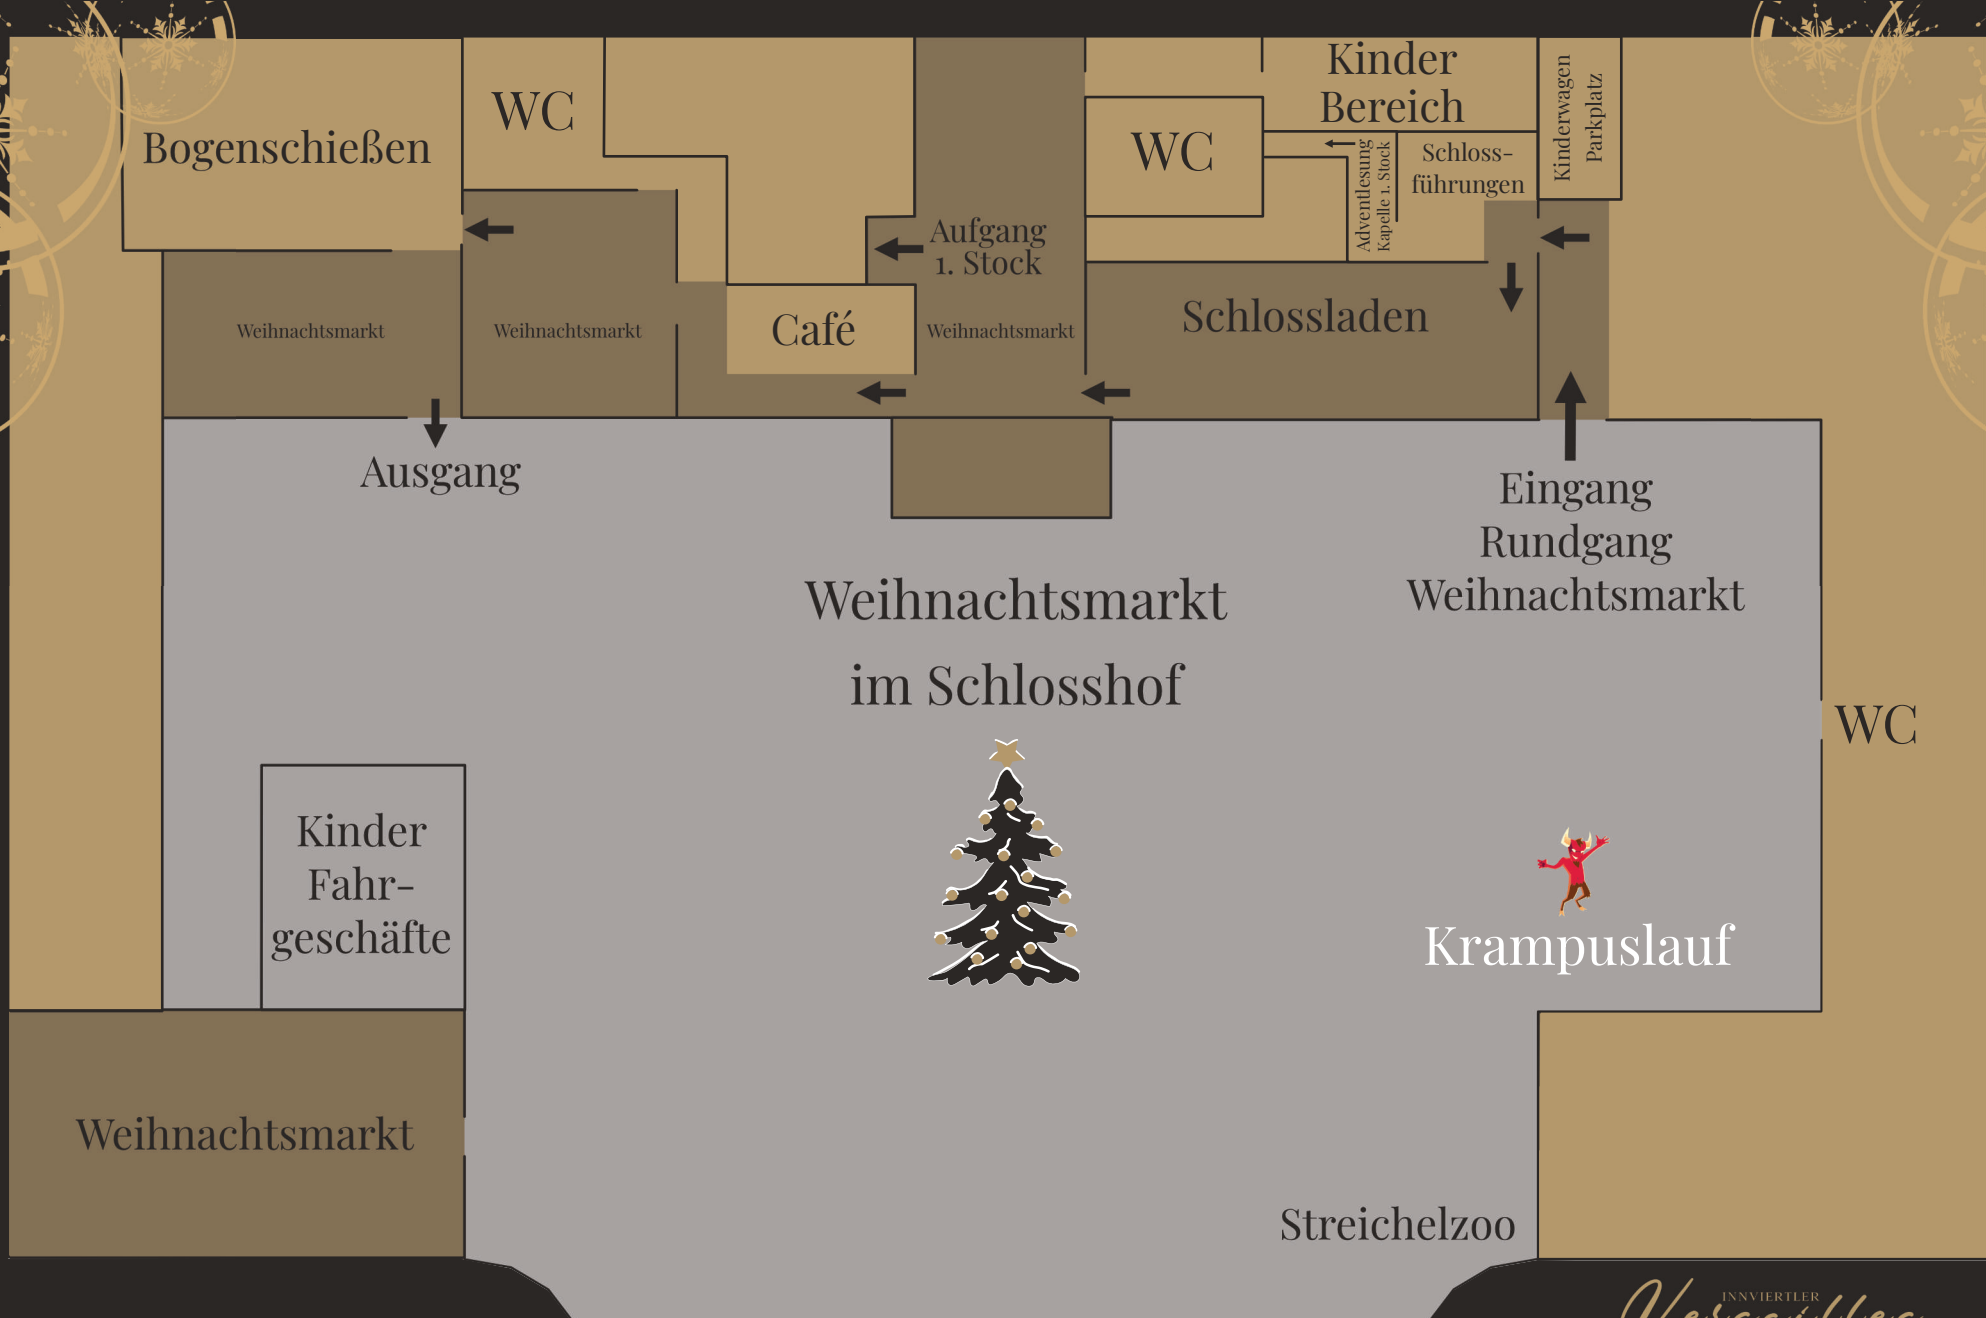 Bogenschießen
WC
WC
Kinder
Bereich
Kinderwagen
Parkplatz
Adventlesung
Kapelle 1. Stock
Schloss-
führungen
Aufgang
1. Stock
Weihnachtsmarkt
Weihnachtsmarkt
Café
Weihnachtsmarkt
Schlossladen
Ausgang
Eingang
Rundgang
Weihnachtsmarkt
Weihnachtsmarkt
im Schlosshof
WC
Kinder
Fahr-
geschäfte
Krampuslauf
Weihnachtsmarkt
Streichelzoo
INNVIERTLER